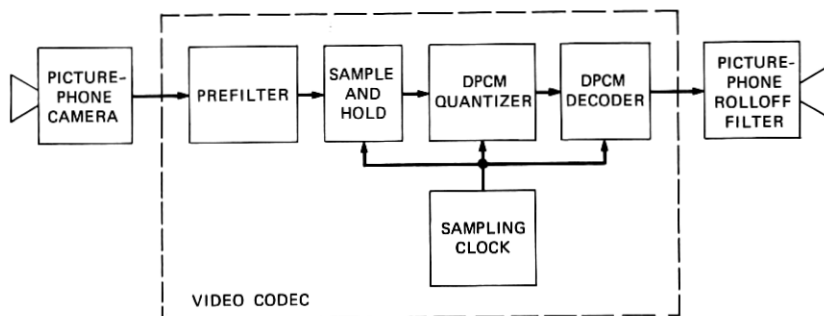 PICTURE-
PHONE
CAMERA
PREFILTER
SAMPLE
AND
HOLD
DPCM
QUANTIZER
DPCM
DECODER
PICTURE-
PHONE
ROLLOFF
FILTER
SAMPLING
CLOCK
VIDEO CODEC